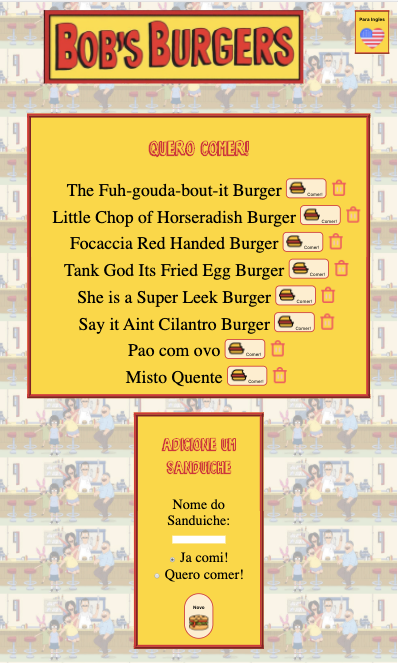 BOB'S BURGERS
Para Ingles
QUERO COMER!
The Fuh-gouda-bout-it Burger Comer!
Little Chop of Horseradish Burger Comer!
Focaccia Red Handed Burger Comer!
Tank God Its Fried Egg Burger Comer!
She is a Super Leek Burger Comer!
Say it Aint Cilantro Burger Comer!
Pao com ovo Comer!
Misto Quente Comer!
ADICIONE UM
SANDUICHE
Nome do
Sanduiche:
Ja comi!
Quero comer!
Novo